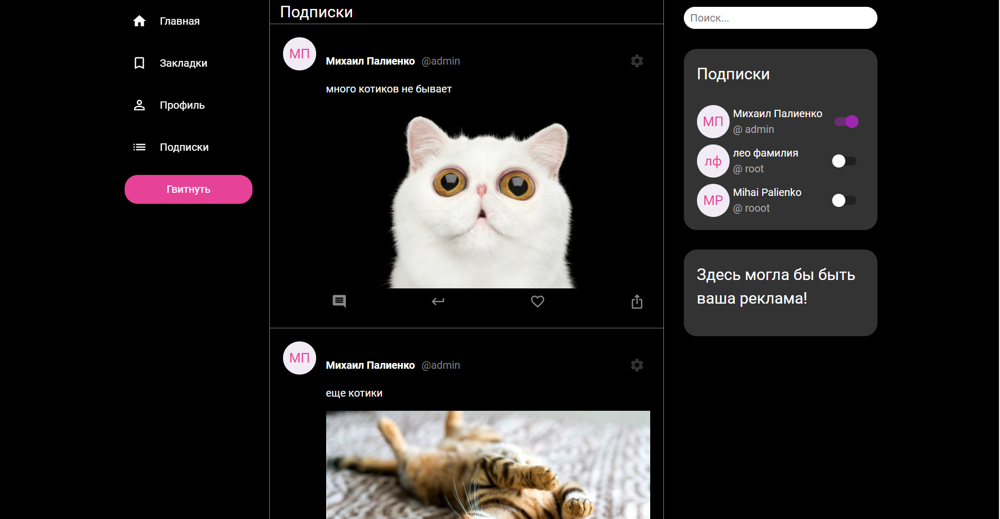 Главная
Закладки
Профиль
Подписки
Гвитнуть
Подписки
МП
Михаил Палиенко @admin
много котиков не бывает
МП
Михаил Палиенко @admin
еще котики
Поиск...
Подписки
МП
Михаил Палиенко
@ admin
лф
лео фамилия
@ root
MP
Mihai Palienko
@ rooot
Здесь могла бы быть
ваша реклама!